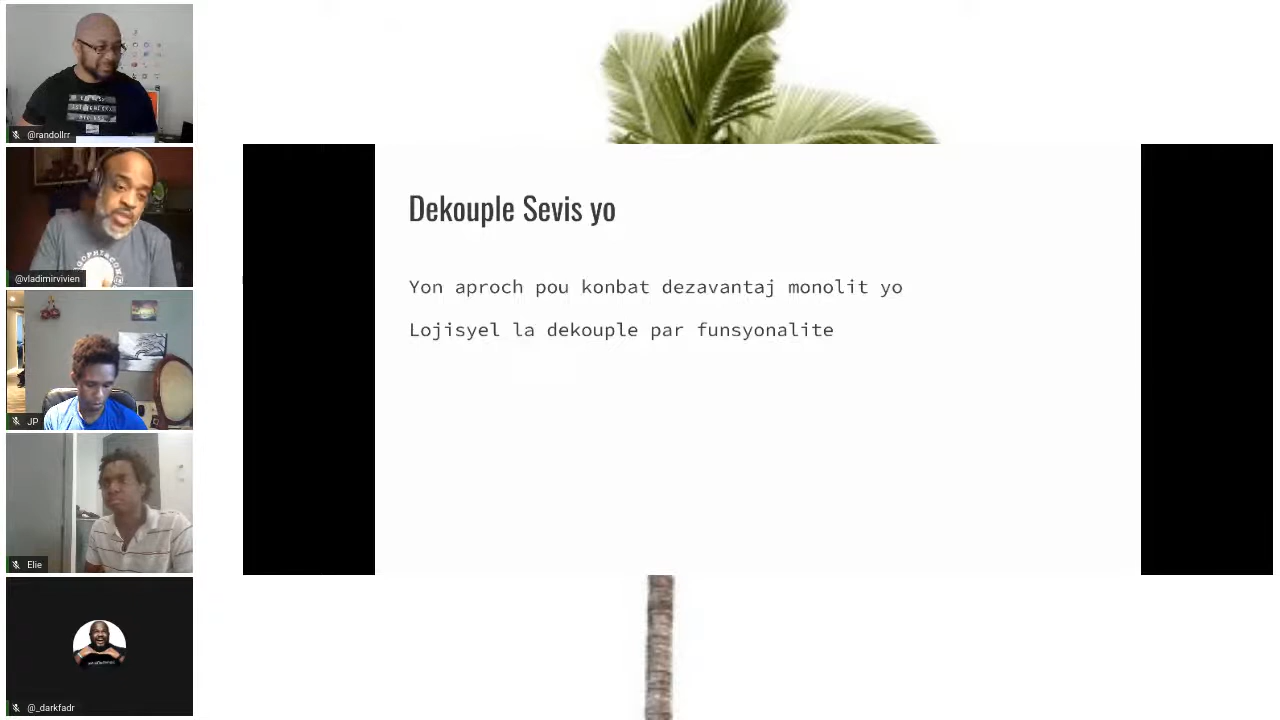 @randollrr
@vladimirvivien
JP
Elie
@_darkfadr
Dekouple Sevis yo
Yon aproch pou konbat dezavantaj monolit yo
Lojisyel la dekouple par funsyonalite